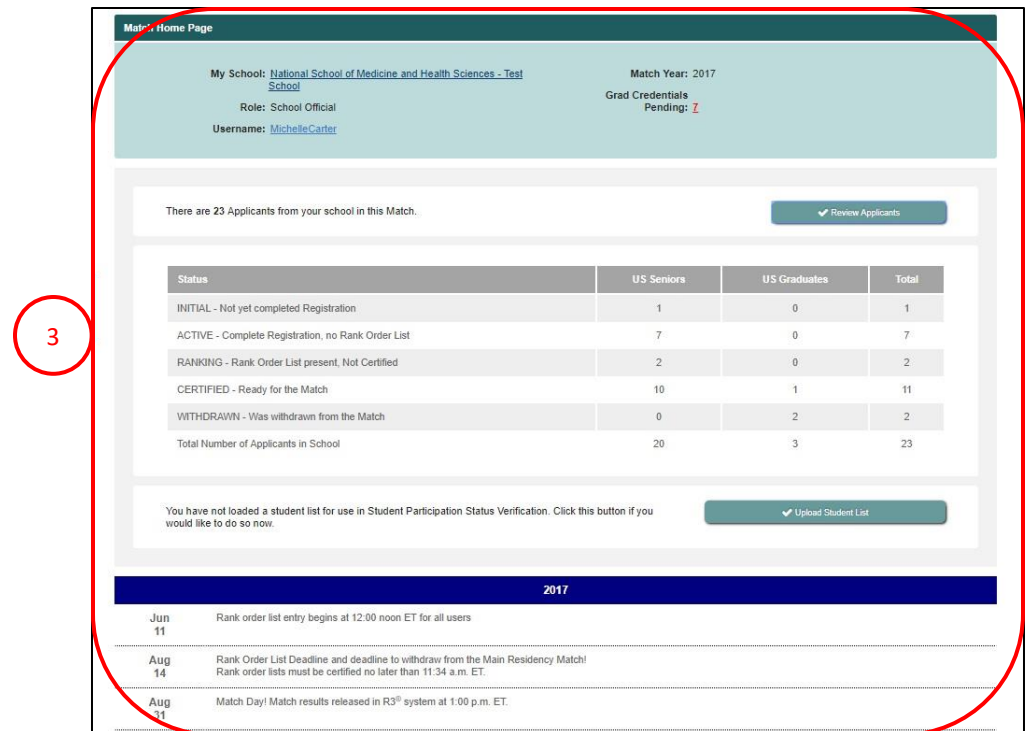 Match Home Page
My School: National School of Medicine and Health Sciences - Test
School
Role: School Official
Username: MichelleCarter
Match Year: 2017
Grad Credentials
Pending: 7
There are 23 Applicants from your school in this Match.
Review Applicants
Status US Seniors US Graduates Total
INITIAL - Not yet completed Registration 1 0 1
ACTIVE - Complete Registration, no Rank Order List 7 0 7
RANKING - Rank Order List present, Not Certified 2 0 2
3
CERTIFIED - Ready for the Match 10 1 11
WITHDRAWN - Was withdrawn from the Match 0 2 2
Total Number of Applicants in School 20 3 23
You have not loaded a student list for use in Student Participation Status Verification. Click this button if you
would like to do so now.
Upload Student List
2017
Jun
11
Rank order list entry begins at 12:00 noon ET for all users
Aug
14
Rank Order List Deadline and deadline to withdraw from the Main Residency Match!
Rank order lists must be certified no later than 11:34 a.m. ET.
Aug
31
Match Day! Match results released in R3® system at 1:00 p.m. ET.